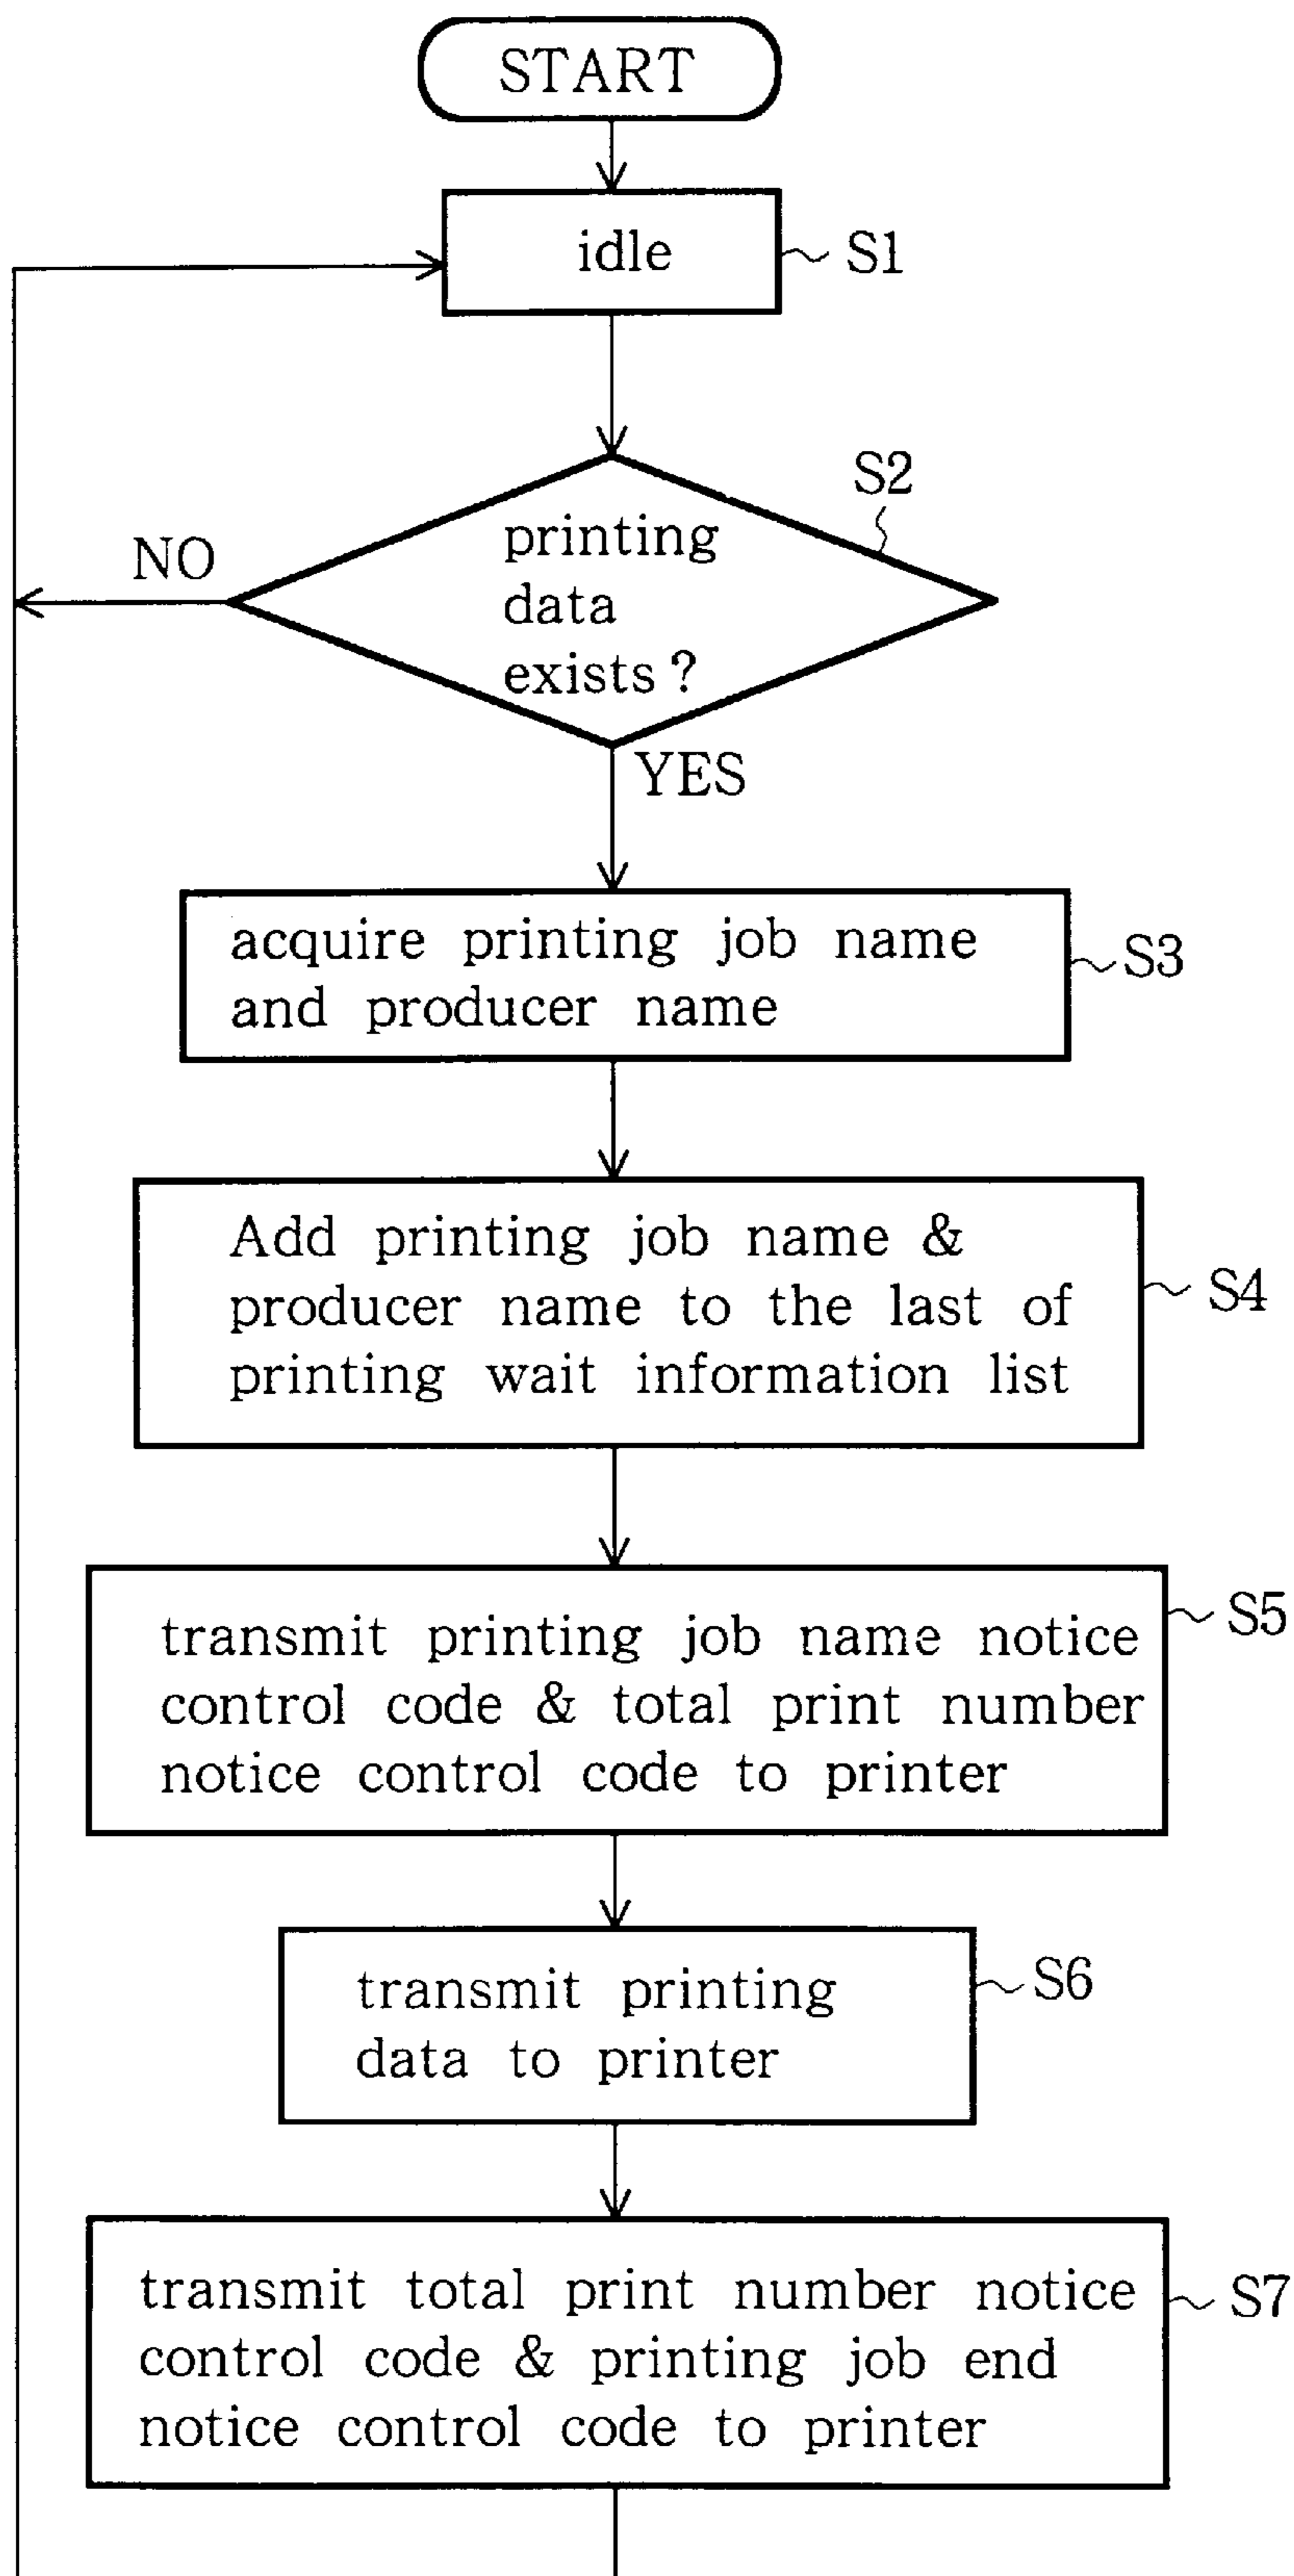 START
idle
S1
S2
printing
data
exists ?
NO
YES
acquire printing job name
and producer name
S3
Add printing job name &
producer name to the last of
printing wait information list
S4
transmit printing job name notice
control code & total print number
notice control code to printer
S5
transmit printing
data to printer
S6
transmit total print number notice
control code & printing job end
notice control code to printer
S7